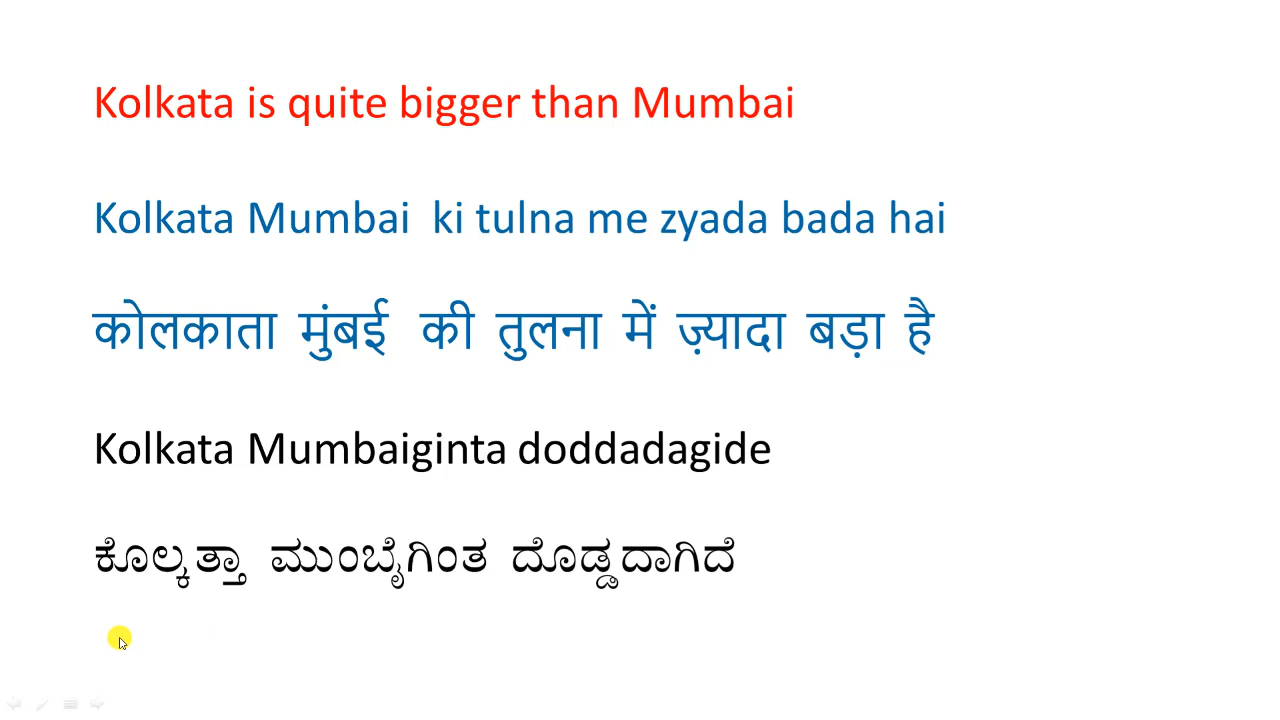 Kolkata is quite bigger than Mumbai
Kolkata Mumbai ki tulna me zyada bada hai
कोलकाता मुंबई की तुलना में ज़्यादा बड़ा है
Kolkata Mumbaiginta doddadagide
ಕೊಲ್ಕತ್ತಾ ಮುಂಬೈಗಿಂತ ದೊಡ್ಡದಾಗಿದೆ